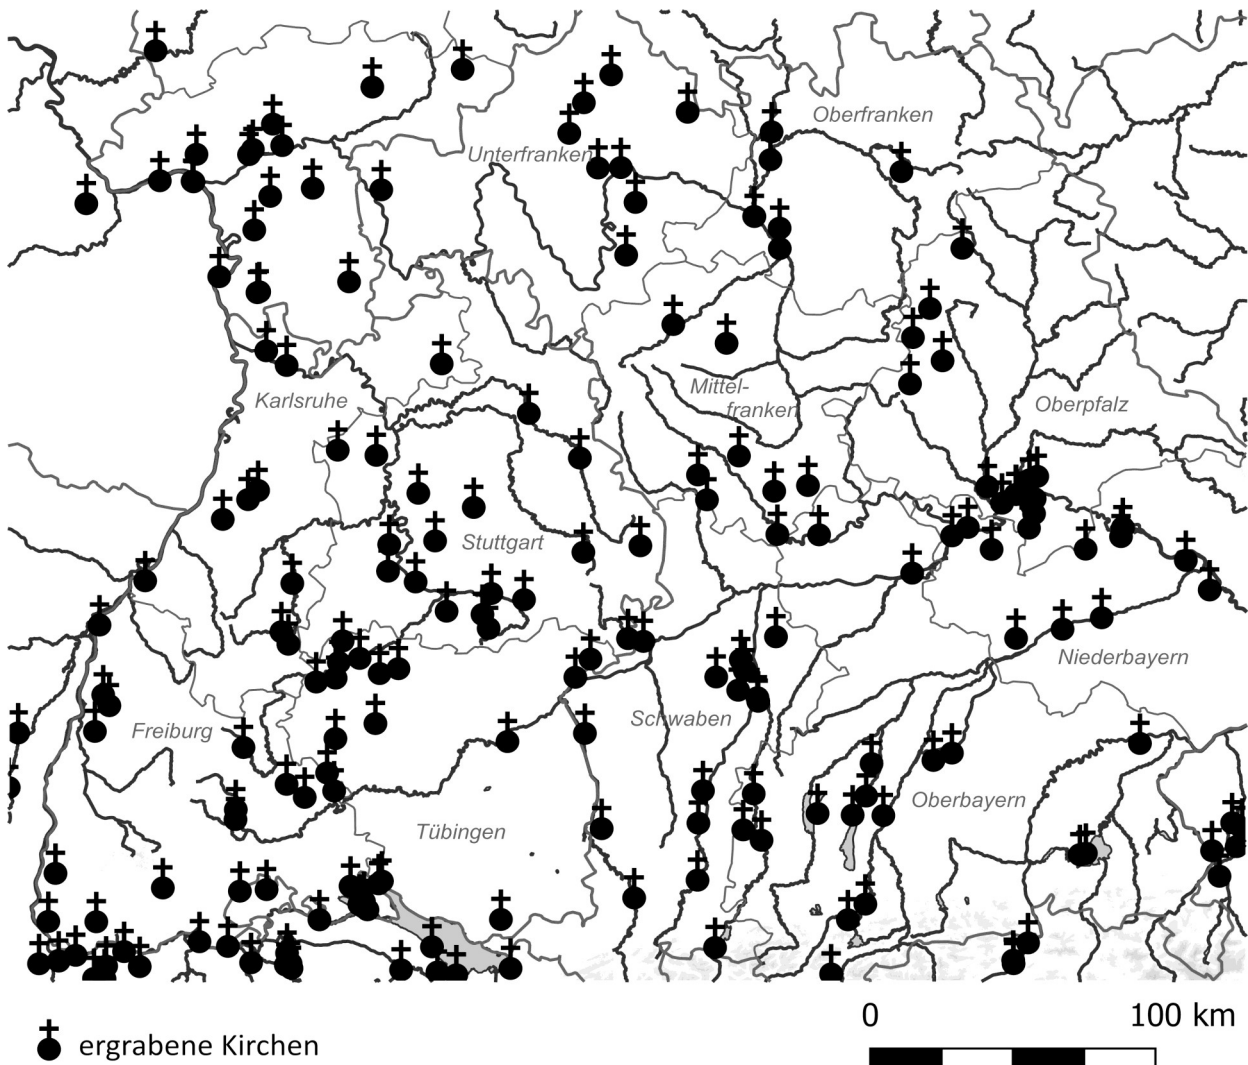 Oberfranken
Unterfranken
Mittel-
franken
Karlsruhe
Oberpfalz
Stuttgart
Niederbayern
Freiburg
Schwaben
Oberbayern
Tübingen
0 100 km
ergrabene Kirchen